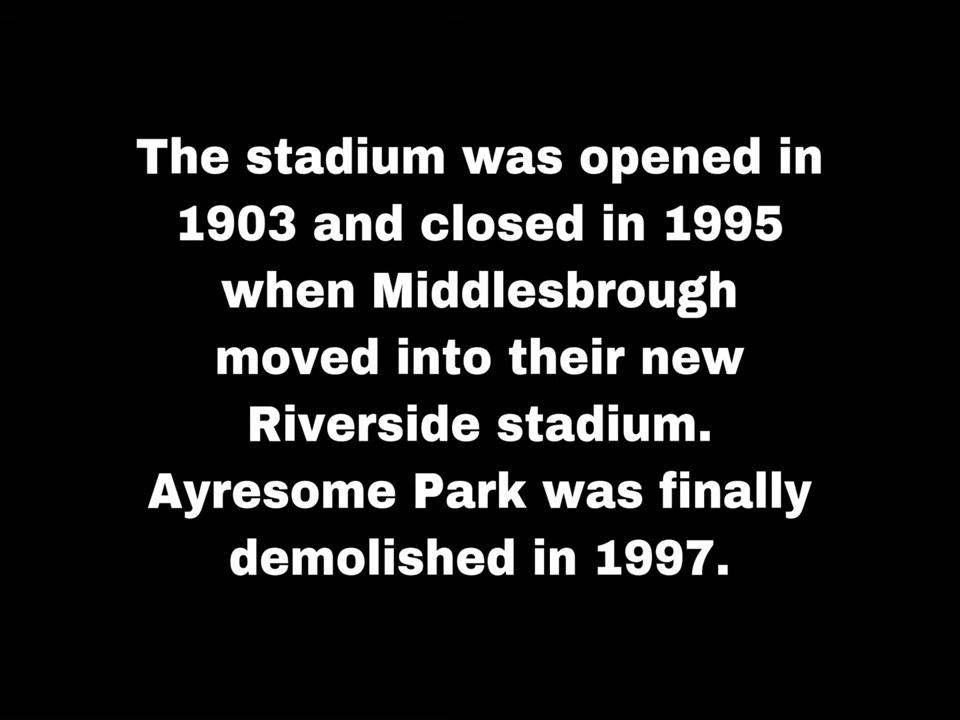 The stadium was opened in
1903 and closed in 1995
when Middlesbrough
moved into their new
Riverside stadium.
Ayresome Park was finally
demolished in 1997.